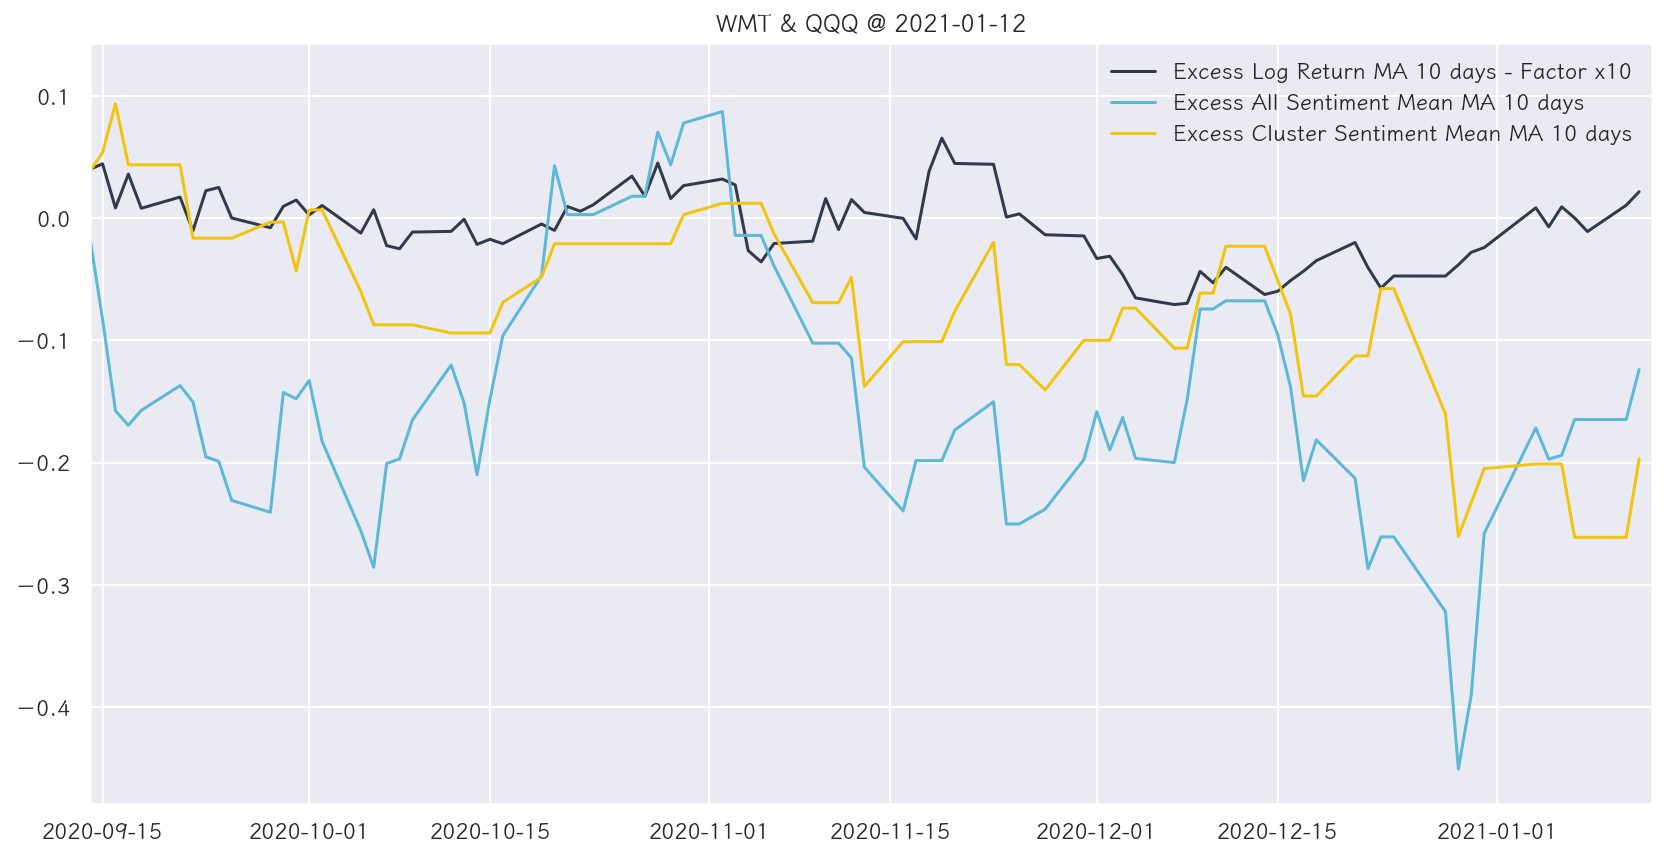 WMT & QQQ @ 2021-01-12
Excess Log Return MA 10 days - Factor x10
Excess All Sentiment Mean MA 10 days
Excess Cluster Sentiment Mean MA 10 days
0.1
0.0
−0.1
−0.2
−0.3
−0.4
2020-09-15 2020-10-01 2020-10-15 2020-11-01 2020-11-15 2020-12-01 2020-12-15 2021-01-01